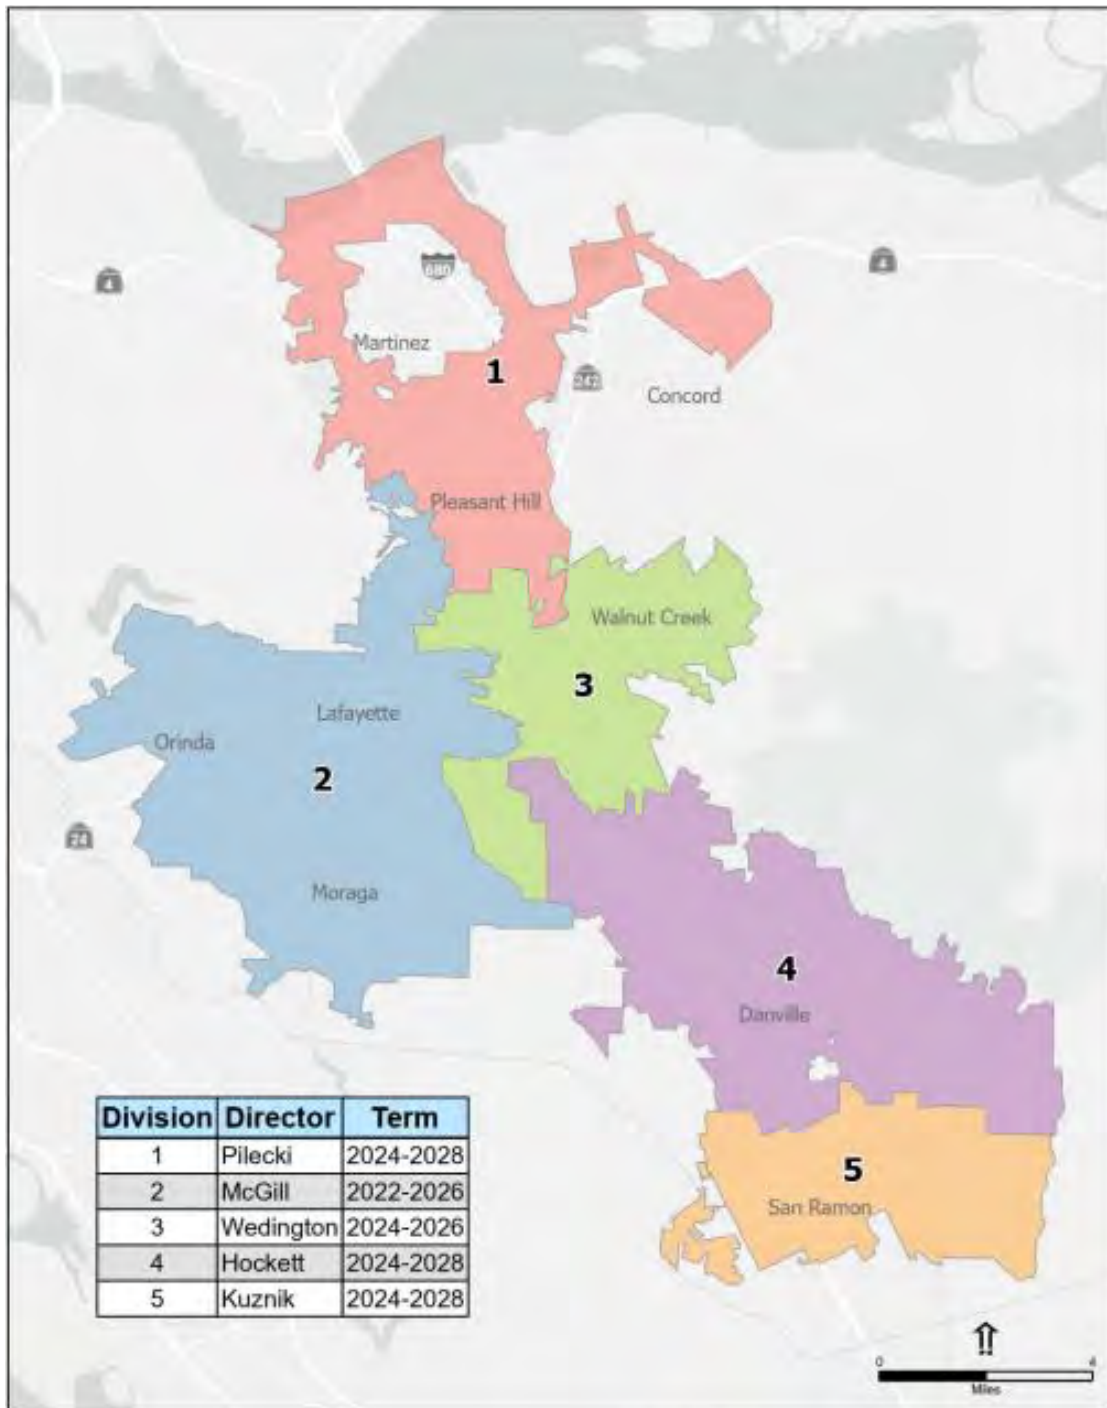 4
680
4
Martinez
1
242
Concord
Pleasant Hill
Walnut Creek
3
Lafayette
Orinda
2
24
Moraga
4
Danville
Division Director Term
1 Pilecki 2024-2028
2 McGill 2022-2026
3 Wedington 2024-2026
4 Hockett 2024-2028
5 Kuznik 2024-2028
5
San Ramon
0 4
Miles